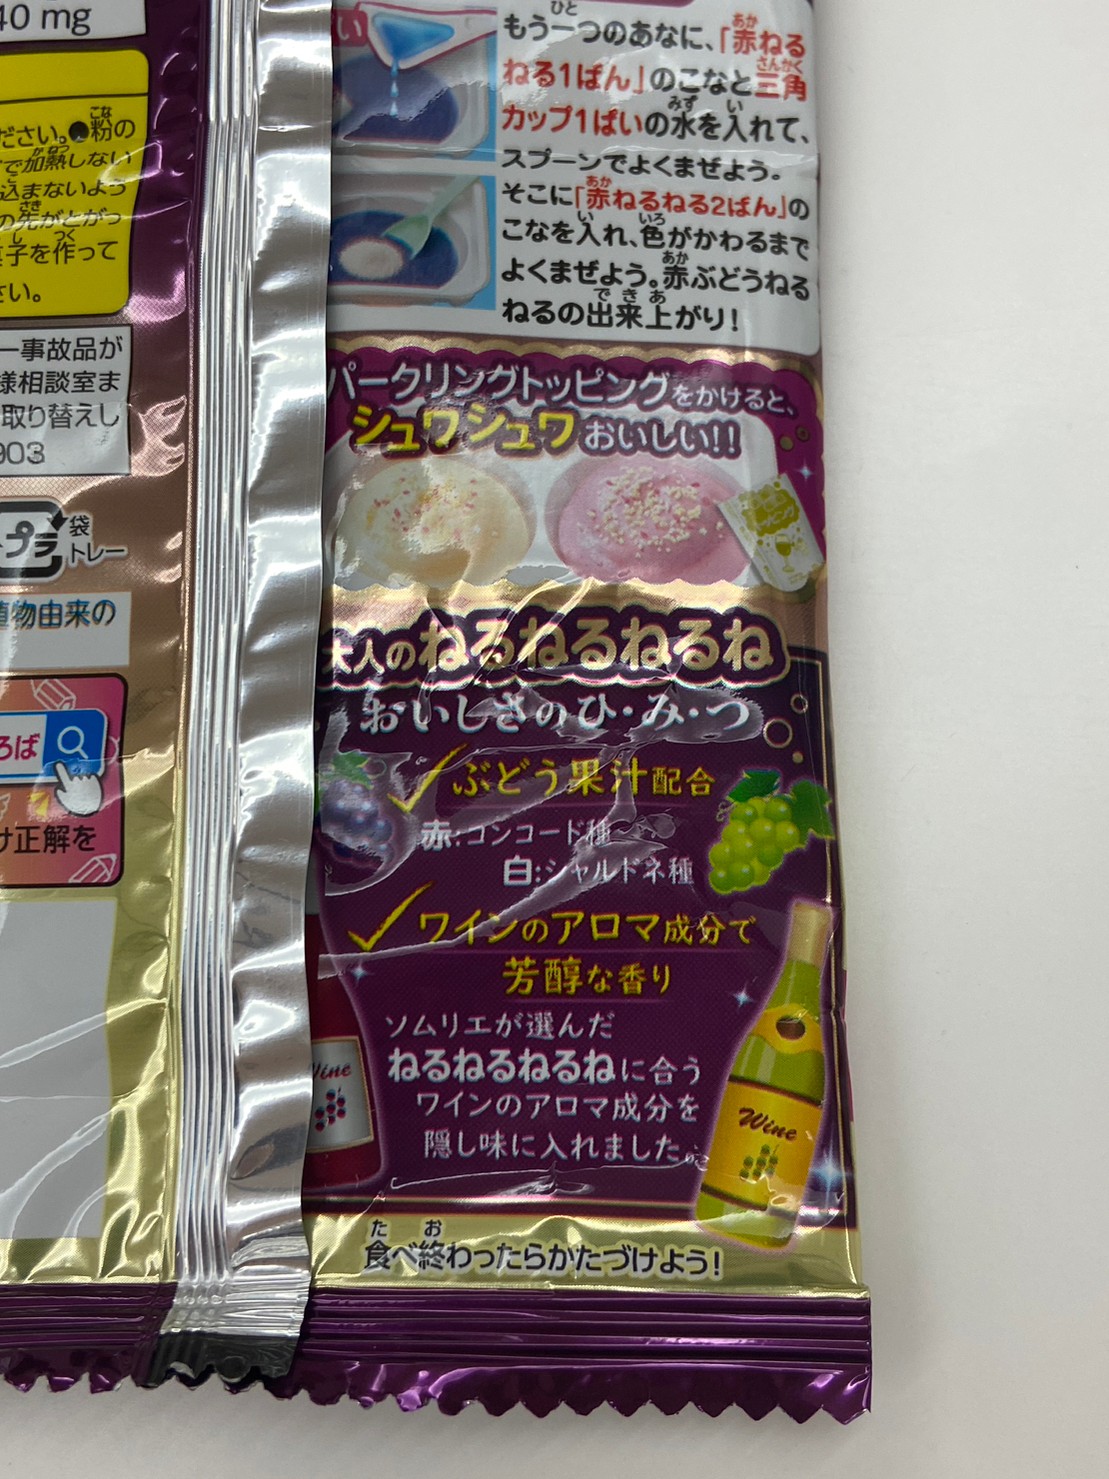 40 mg
ださい。●粉の
で加熱しない
込まないよう
の先がとがっ
菓子を作って
さい。
一事故品が
様相談室ま
取り替えし
903
プラ
袋
トレー
植物由来の
ろば
け正解を
もう一つのあなに、「赤ねる
ねる1ばん」のこなと三角
カップ1ぱいの水を入れて、
スプーンでよくまぜよう。
そこに「赤ねるねる2ばん」の
こなを入れ、色がかわるまで
よくまぜよう。赤ぶどうねる
ねるの出来上がり!
パークリングトッピングをかけると、
シュワシュワおいしい!!
大人のねるねるねるね
おいしさのひ・み・つ
ぶどう果汁配合
赤:コンコード種
白:シャルドネ種
ワインのアロマ成分で
芳醇な香り
ソムリエが選んだ
ねるねるねるねに合う
ワインのアロマ成分を
隠し味に入れました。
Wine
Wine
食べ終わったらかたづけよう!